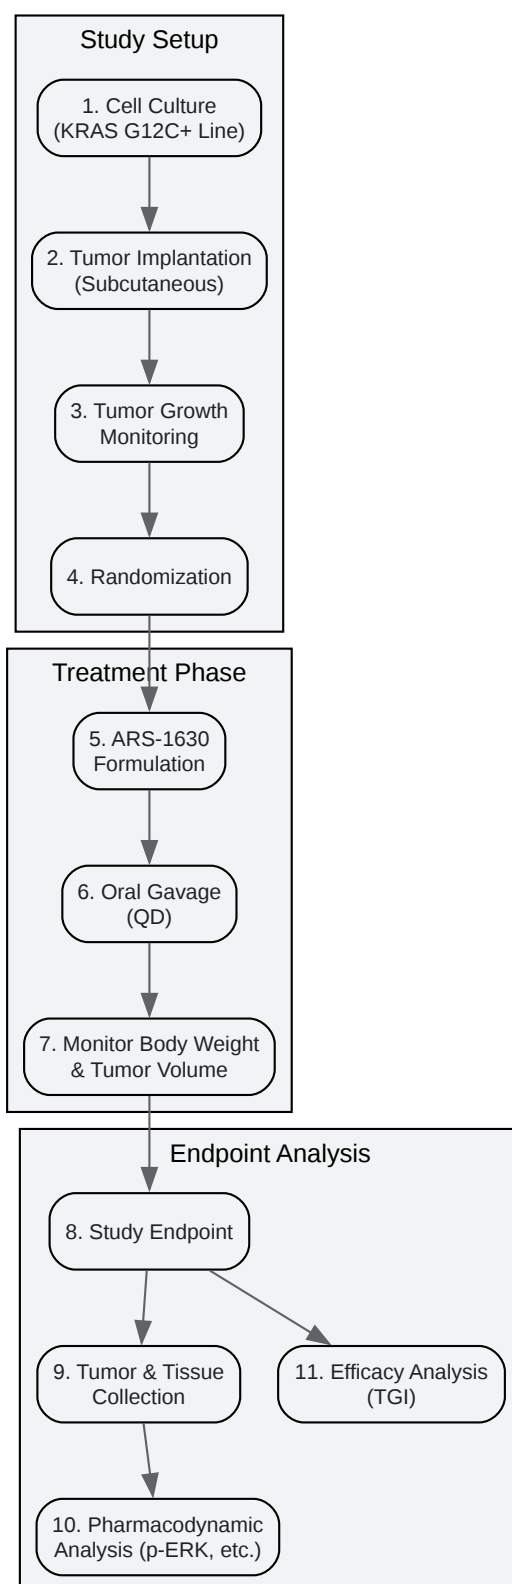 Study Setup
1. Cell Culture
(KRAS G12C+ Line)
2. Tumor Implantation
(Subcutaneous)
3. Tumor Growth
Monitoring
4. Randomization
Treatment Phase
5. ARS-1630
Formulation
6. Oral Gavage
(QD)
7. Monitor Body Weight
& Tumor Volume
Endpoint Analysis
8. Study Endpoint
9. Tumor & Tissue
Collection
11. Efficacy Analysis
(TGI)
10. Pharmacodynamic
Analysis (p-ERK, etc.)